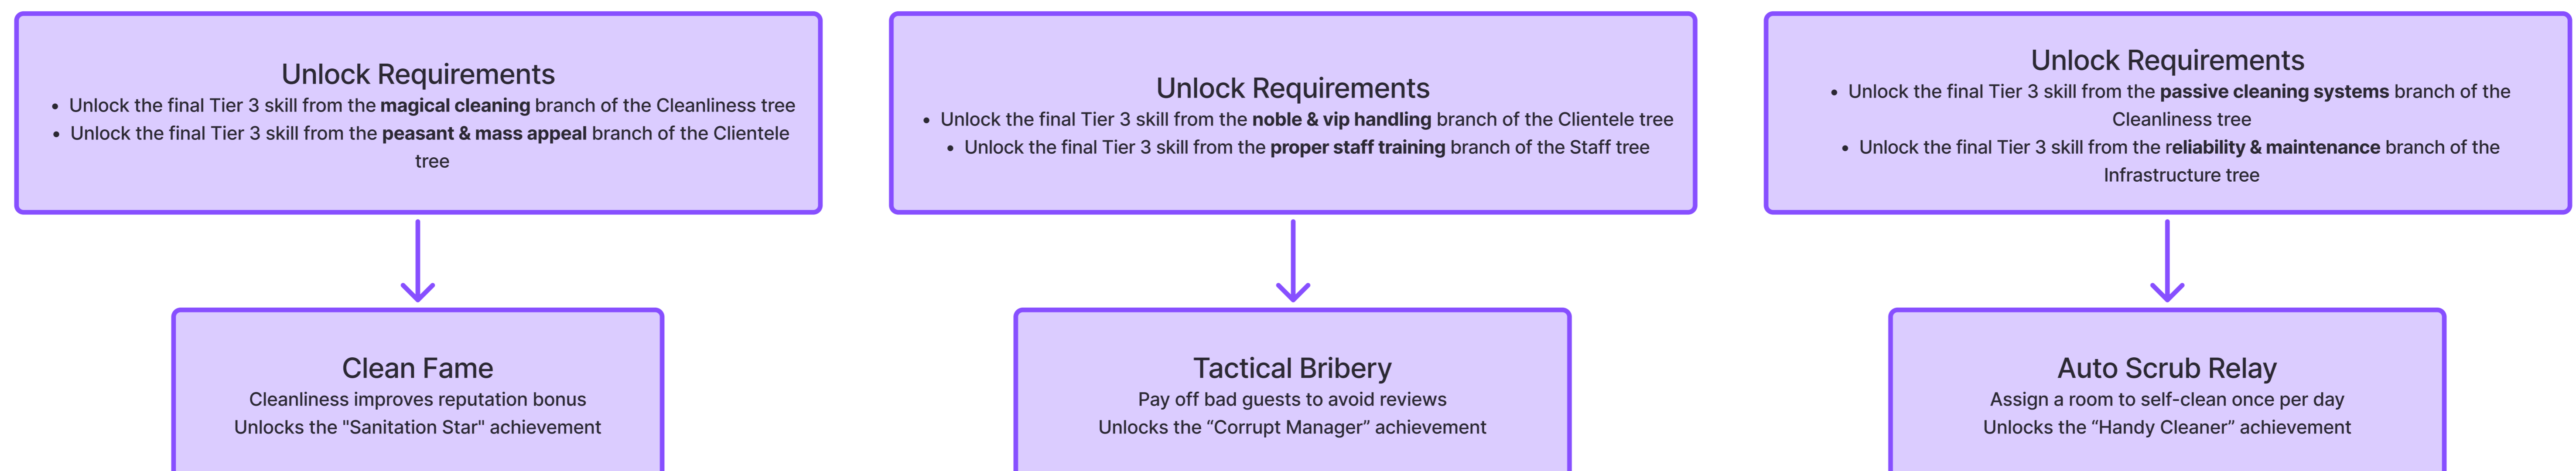 Unlock Requirements
• Unlock the final Tier 3 skill from the magical cleaning branch of the Cleanliness tree
• Unlock the final Tier 3 skill from the peasant & mass appeal branch of the Clientele
tree
Clean Fame
Cleanliness improves reputation bonus
Unlocks the "Sanitation Star" achievement
Unlock Requirements
• Unlock the final Tier 3 skill from the noble & vip handling branch of the Clientele tree
• Unlock the final Tier 3 skill from the proper staff training branch of the Staff tree
Tactical Bribery
Pay off bad guests to avoid reviews
Unlocks the “Corrupt Manager” achievement
Unlock Requirements
• Unlock the final Tier 3 skill from the passive cleaning systems branch of the
Cleanliness tree
• Unlock the final Tier 3 skill from the reliability & maintenance branch of the
Infrastructure tree
Auto Scrub Relay
Assign a room to self-clean once per day
Unlocks the “Handy Cleaner” achievement